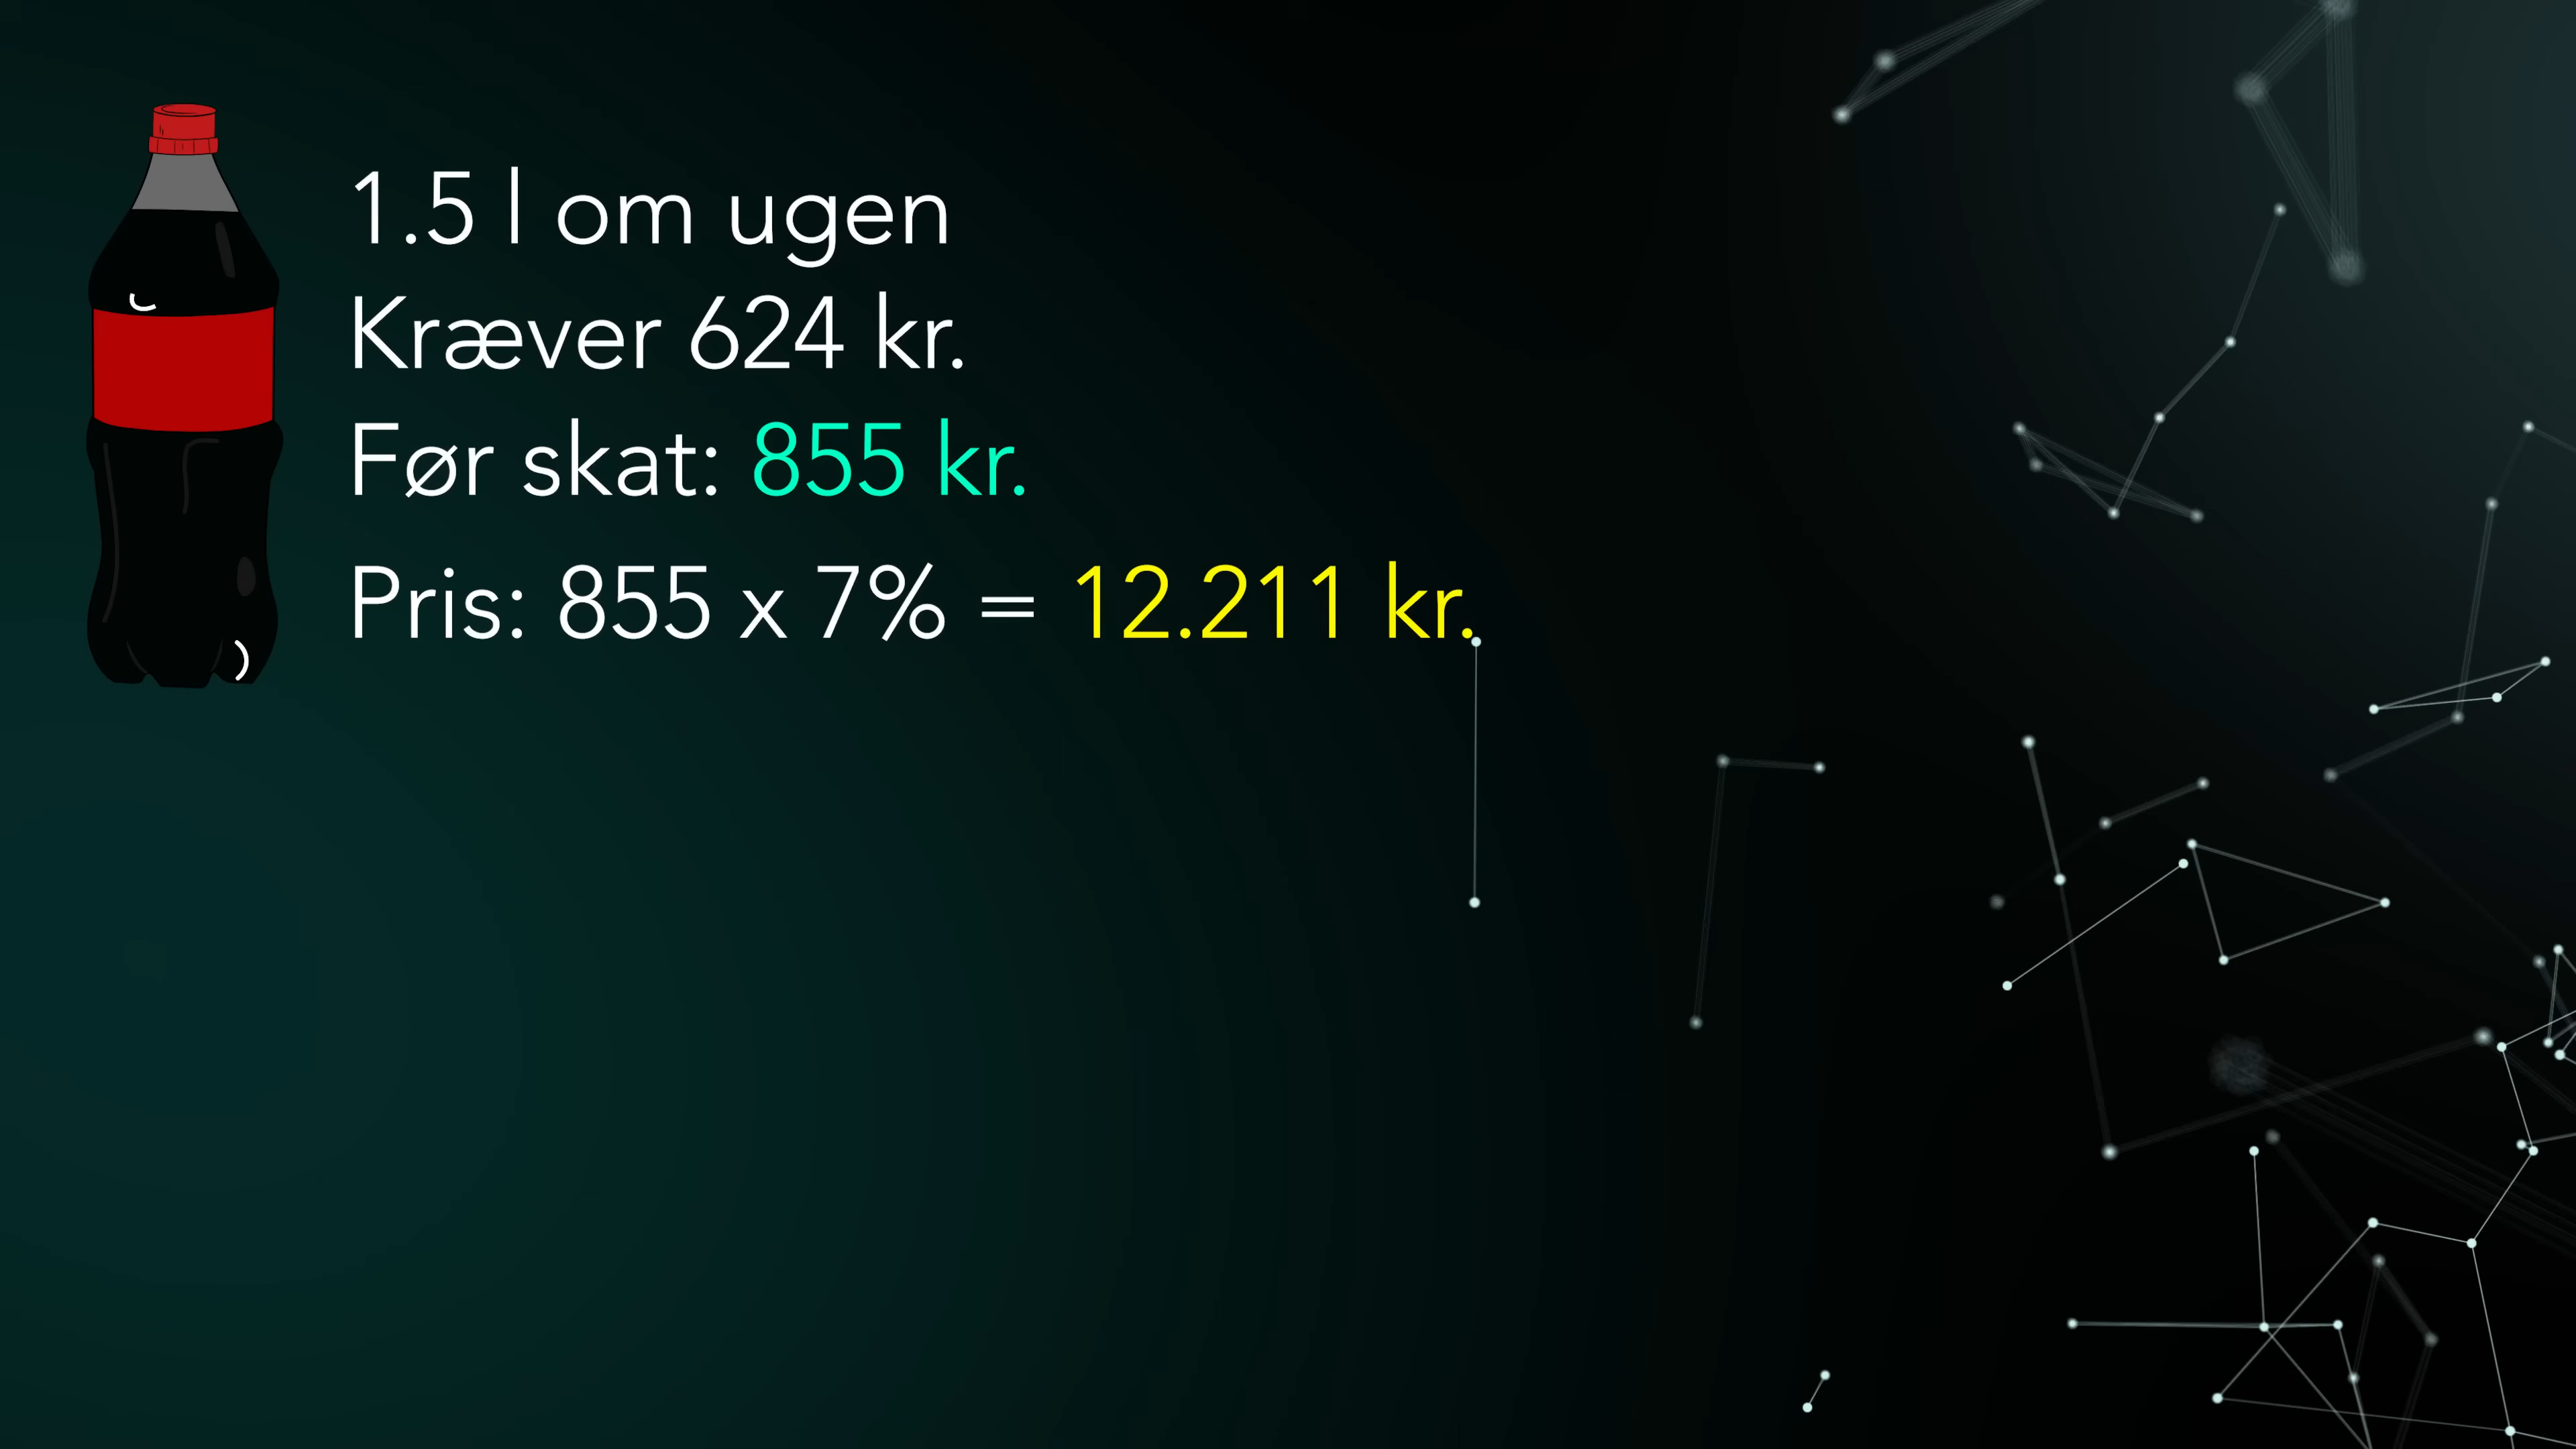 1.5 l om ugen
Kræver 624 kr.
Før skat: 855 kr.
Pris: 855 x 7% = 12.211 kr.